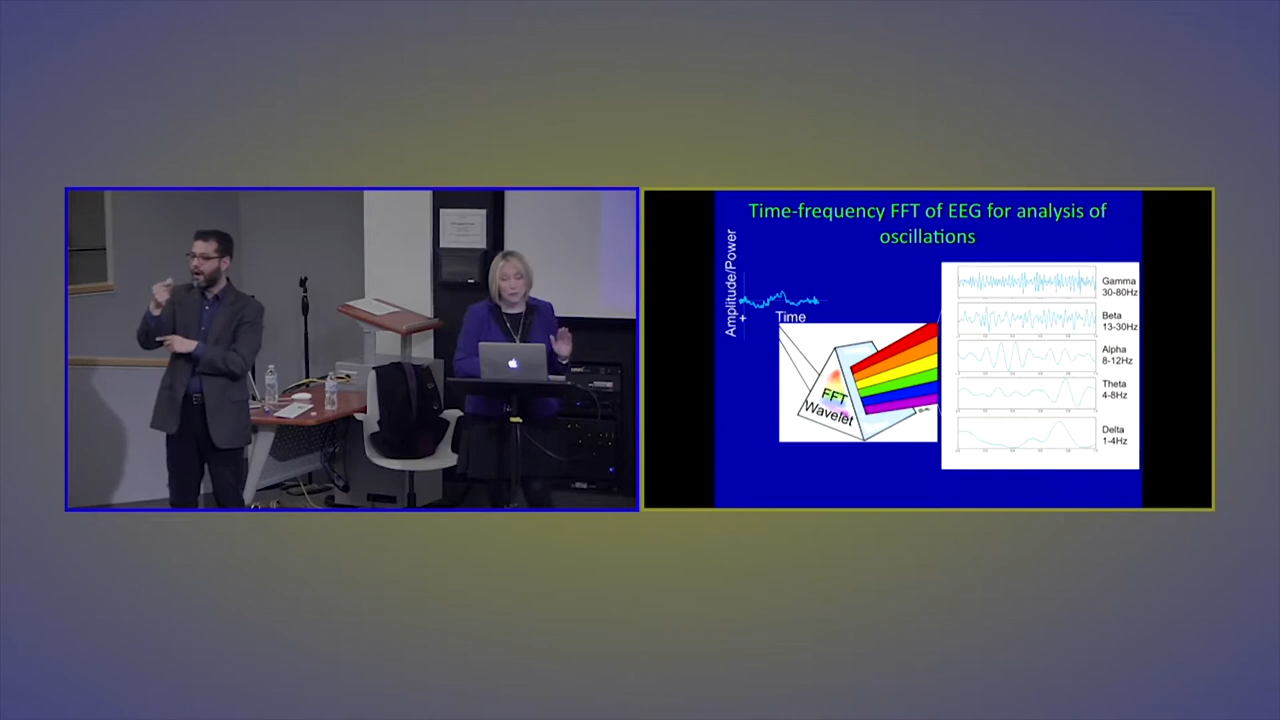 Time-frequency FFT of EEG for analysis of
oscillations
Amplitude/Power
+
Time
FFT
Wavelet
Gamma
30-80Hz
Beta
13-30Hz
Alpha
8-12Hz
Theta
4-8Hz
Delta
1-4Hz